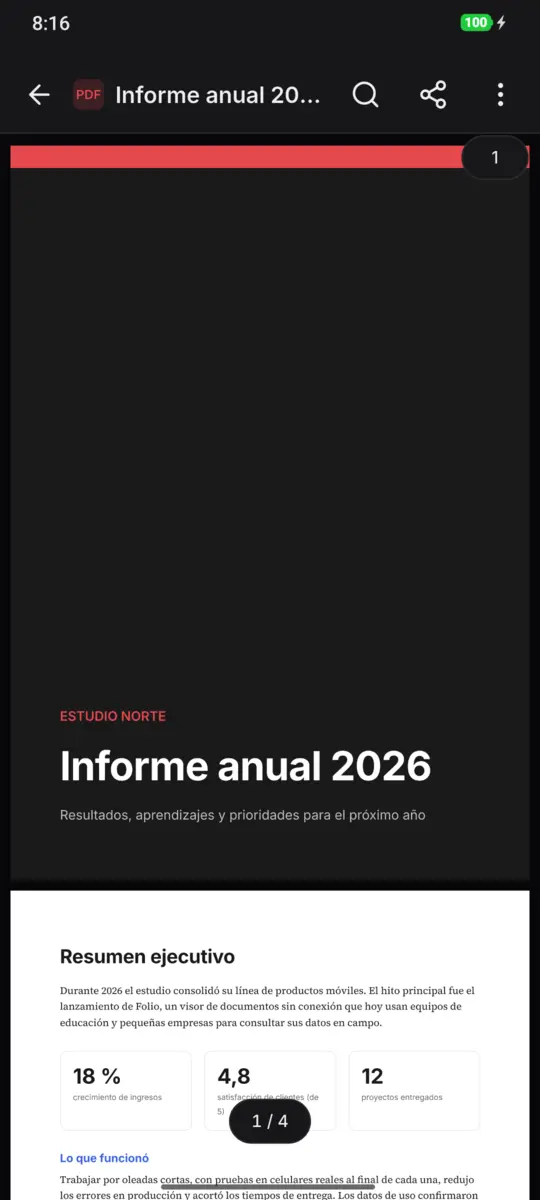 8:16
100
PDF
Informe anual 20...
1
ESTUDIO NORTE
Informe anual 2026
Resultados, aprendizajes y prioridades para el próximo año
Resumen ejecutivo
Durante 2026 el estudio consolidó su línea de productos móviles. El hito principal fue el
lanzamiento de Folio, un visor de documentos sin conexión que hoy usan equipos de
educación y pequeñas empresas para consultar sus datos en campo.
18 %
crecimiento de ingresos
4,8
satisfacción de clientes (de
5)
12
proyectos entregados
1 / 4
Lo que funcionó
Trabajar por oleadas cortas, con pruebas en celulares reales al final de cada una, redujo
los errores en producción y acortó los tiempos de entrega. Los datos de uso confirmaron